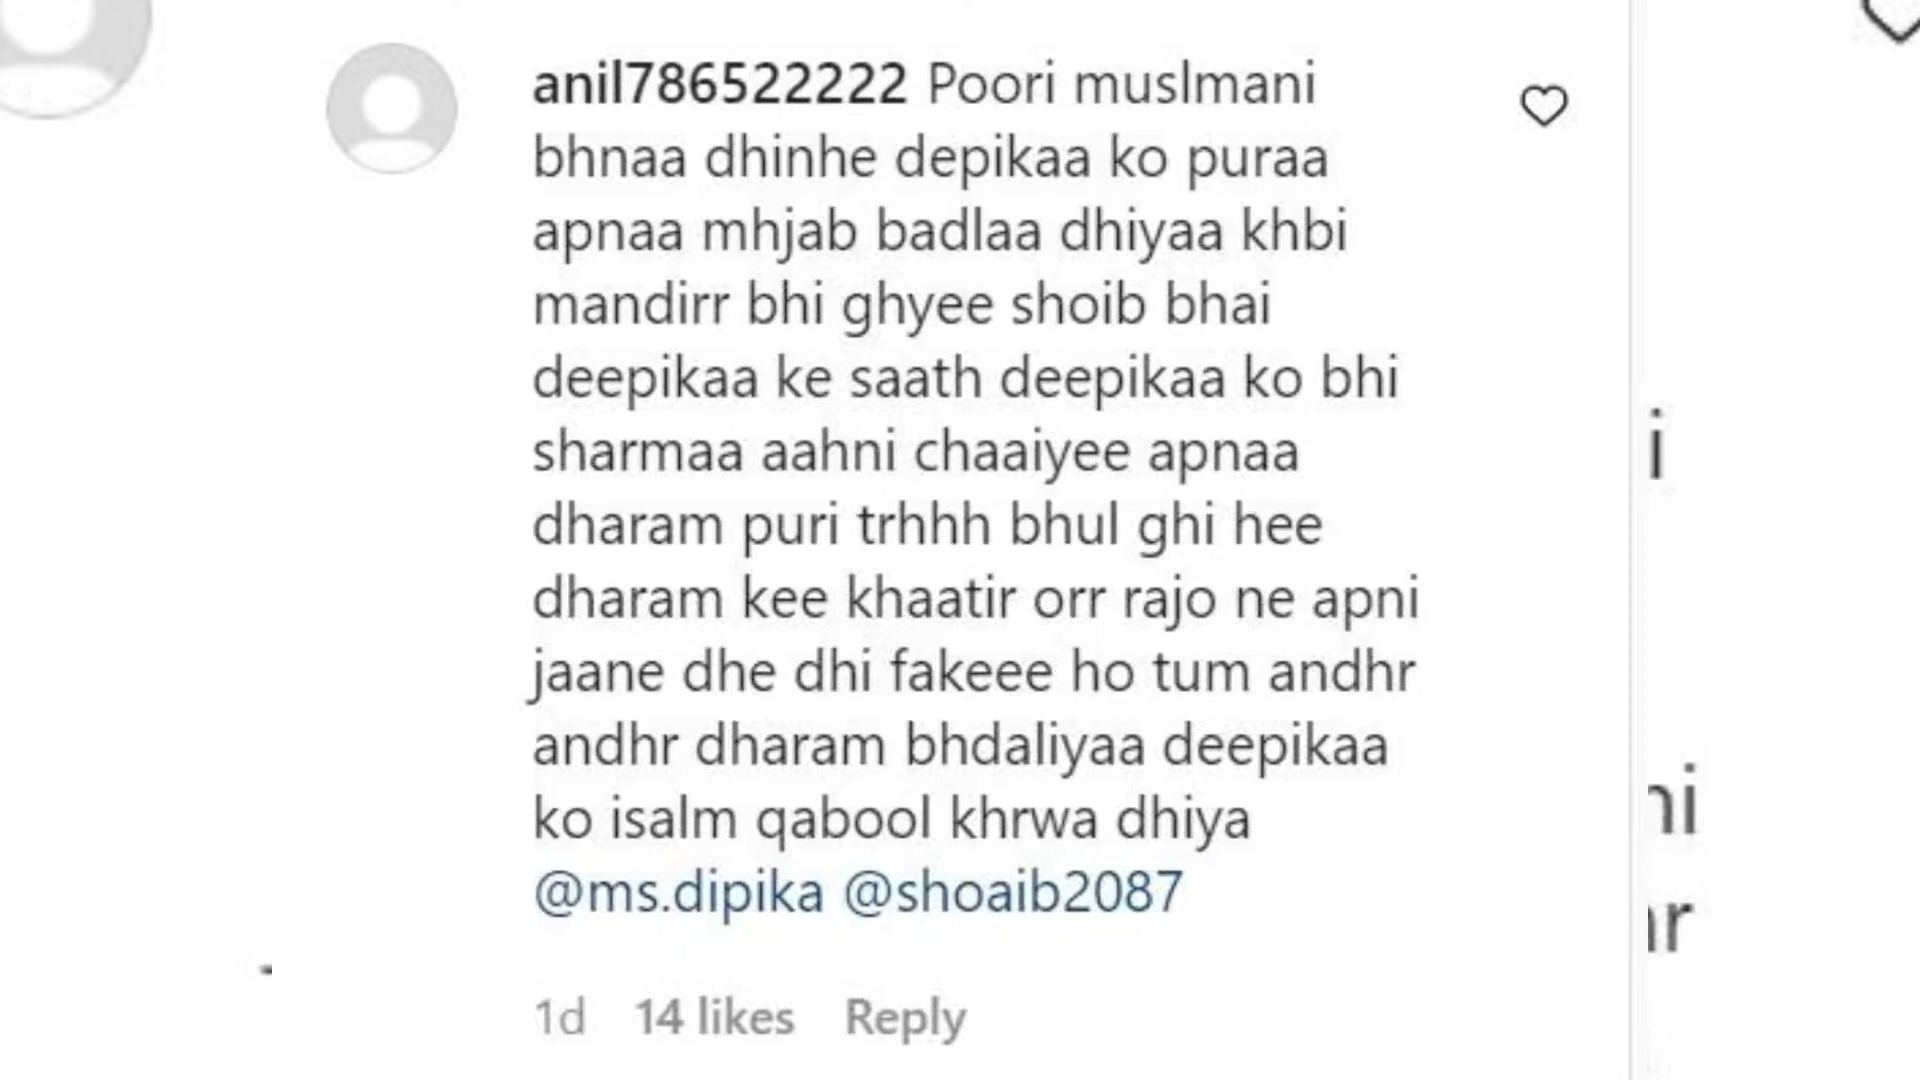 anil786522222 Poori muslmani
bhnaa dhinhe depikaa ko puraa
apnaa mhjab badlaa dhiyaa khbi
mandirr bhi ghyee shoib bhai
deepikaa ke saath deepikaa ko bhi
sharmaa aahni chaaiyee apnaa
dharam puri trhhh bhul ghi hee
dharam kee khaatir orr rajo ne apni
jaane dhe dhi fakeee ho tum andhr
andhr dharam bhdaliyaa deepikaa
ko isalm qabool khrwa dhiya
@ms.dipika @shoaib2087
1d 14 likes Reply